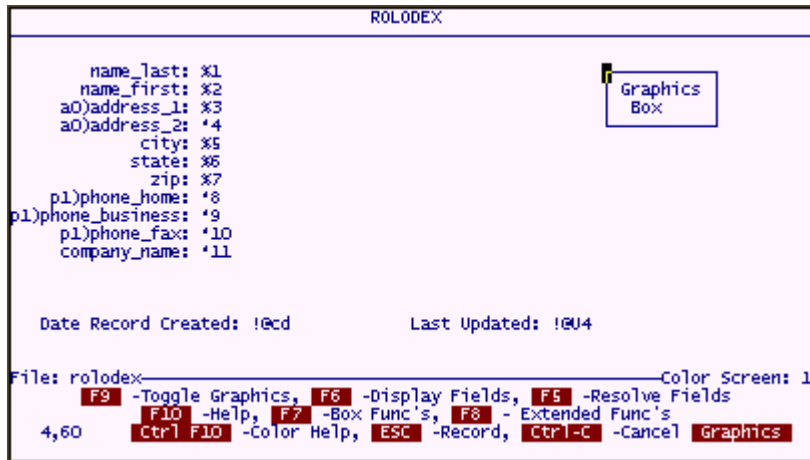 ROLODEX
name_last: %1
name_first: %2
a0)address_1: %3
a0)address_2: '4
city: %5
state: %6
zip: %7
p1)phone_home: '8
p1)phone_business: '9
p1)phone_fax: '10
company_name: '11
Graphics
Box
Date Record Created: !@cd Last Updated: !@U4
File: rolodex Color Screen: 1
F9 -Toggle Graphics, F6 -Display Fields, F5 -Resolve Fields
F10 -Help, F7 -Box Func's, F8 -Extended Func's
4,60 Ctrl F10 -Color Help, ESC -Record, Ctrl-C -Cancel Graphics